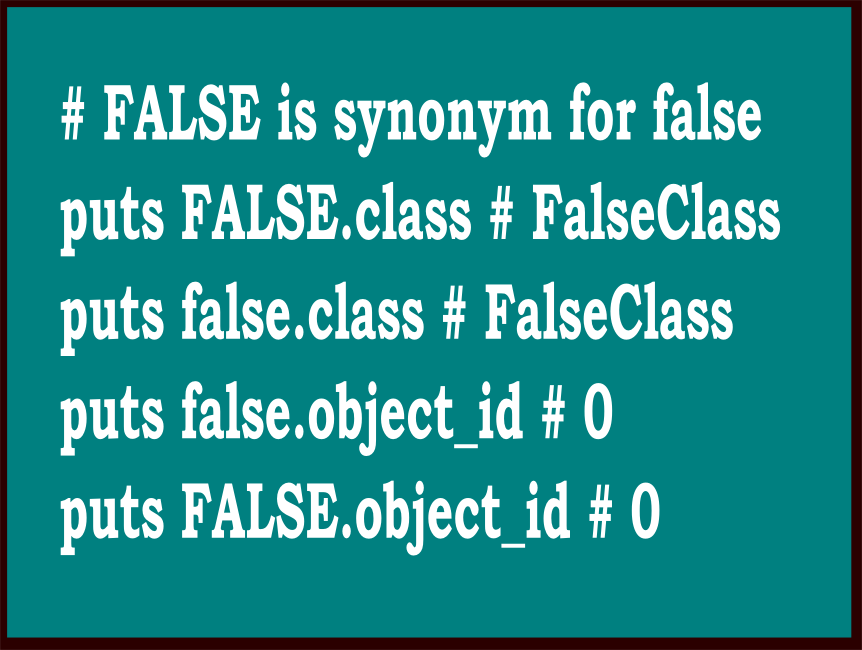 # FALSE is synonym for false
puts FALSE.class # FalseClass
puts false.class # FalseClass
puts false.object_id # 0
puts FALSE.object_id # 0